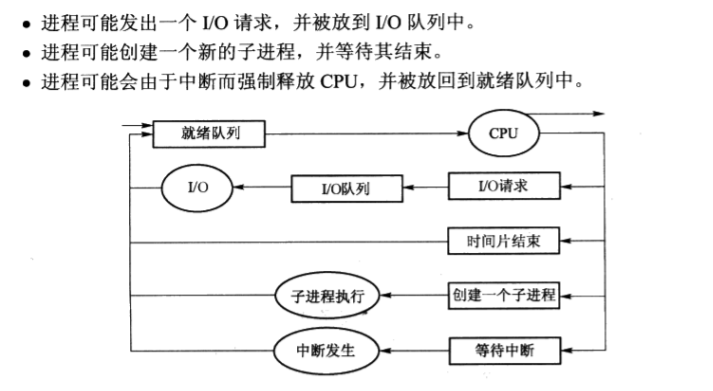 • 进程可能发出一个 I/O 请求，并被放到 I/O 队列中。
• 进程可能创建一个新的子进程，并等待其结束。
• 进程可能会由于中断而强制释放 CPU，并被放回到就绪队列中。
就绪队列
CPU
I/O
I/O队列
I/O请求
时间片结束
子进程执行
创建一个子进程
中断发生
等待中断